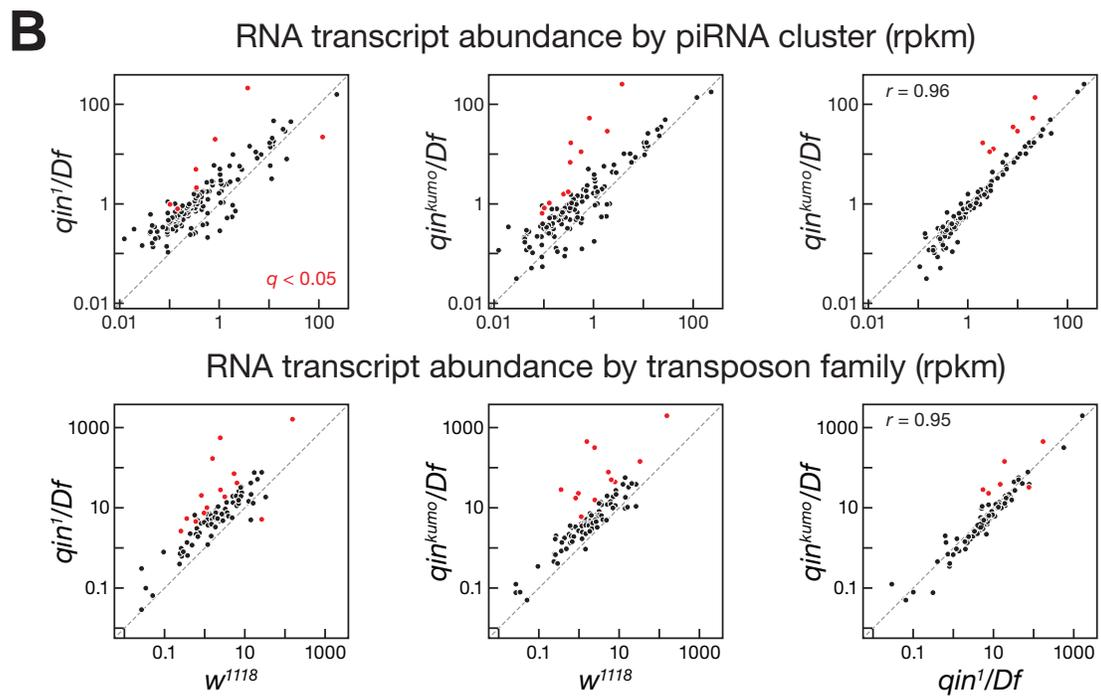 B
RNA transcript abundance by piRNA cluster (rpkm)
qin¹/Df
100
1
0.01
0.01
1
100
q < 0.05
qinᵏᵘᵐᵒ/Df
100
1
0.01
0.01
1
100
qinᵏᵘᵐᵒ/Df
r = 0.96
100
1
0.01
0.01
1
100
RNA transcript abundance by transposon family (rpkm)
qin¹/Df
1000
10
0.1
0.1
10
1000
w¹¹¹⁸
qinᵏᵘᵐᵒ/Df
1000
10
0.1
0.1
10
1000
w¹¹¹⁸
qinᵏᵘᵐᵒ/Df
r = 0.95
1000
10
0.1
0.1
10
1000
qin¹/Df